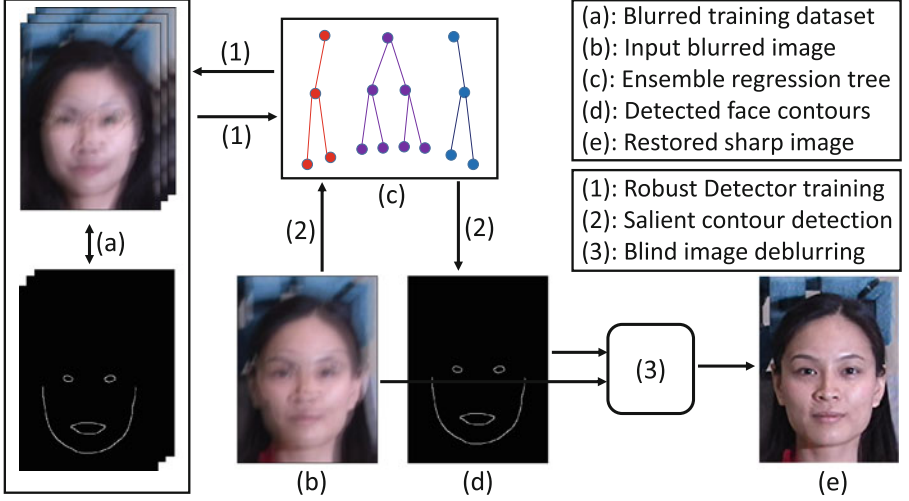 (1)
(1)
(a)
(c)
(2)
(2)
(3)
(b)
(d)
(e)
(a): Blurred training dataset
(b): Input blurred image
(c): Ensemble regression tree
(d): Detected face contours
(e): Restored sharp image
(1): Robust Detector training
(2): Salient contour detection
(3): Blind image deblurring